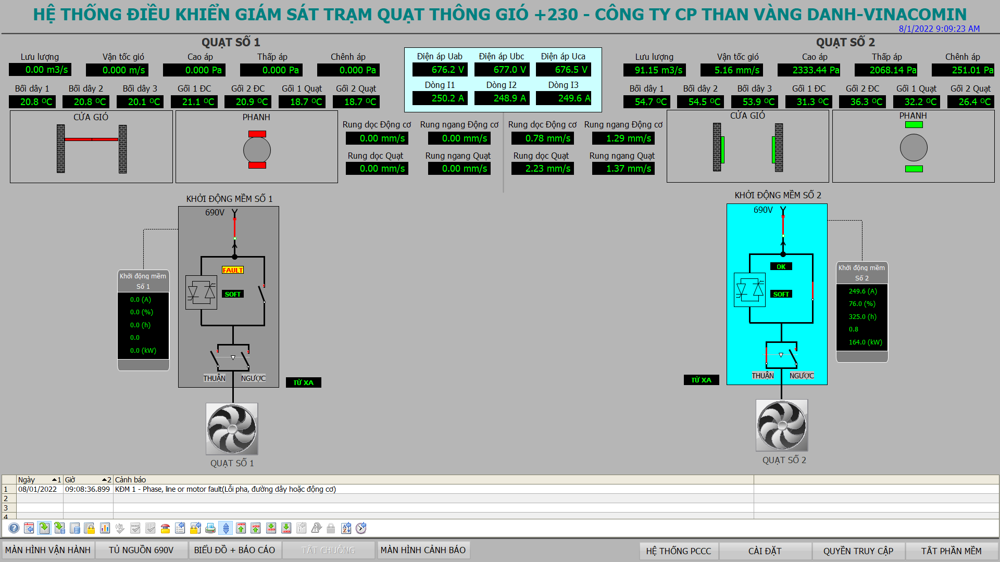 HỆ THỐNG ĐIỀU KHIỂN GIÁM SÁT TRẠM QUẠT THÔNG GIÓ +230 - CÔNG TY CP THAN VÀNG DANH-VINACOMIN
8/1/2022 9:09:23 AM
QUẠT SỐ 1
Lưu lượng Vận tốc gió Cao áp Thấp áp Chênh áp
0.00 m3/s 0.000 m/s 0.000 Pa 0.000 Pa 0.000 Pa
Bối dây 1 Bối dây 2 Bối dây 3 Gối 1 ĐC Gối 2 ĐC Gối 1 Quạt Gối 2 Quạt
20.8 ºC 20.8 ºC 20.1 ºC 21.1 ºC 20.9 ºC 18.7 ºC 18.7 ºC
CỬA GIÓ PHANH
Điện áp Uab Điện áp Ubc Điện áp Uca
676.2 V 677.0 V 676.5 V
Dòng I1 Dòng I2 Dòng I3
250.2 A 248.9 A 249.6 A
QUẠT SỐ 2
Lưu lượng Vận tốc gió Cao áp Thấp áp Chênh áp
91.15 m3/s 5.16 mm/s 2333.44 Pa 2068.14 Pa 251.01 Pa
Bối dây 1 Bối dây 2 Bối dây 3 Gối 1 ĐC Gối 2 ĐC Gối 1 Quạt Gối 2 Quạt
54.7 ºC 54.5 ºC 53.9 ºC 31.3 ºC 36.3 ºC 32.2 ºC 26.4 ºC
CỬA GIÓ PHANH
Rung dọc Động cơ Rung ngang Động cơ Rung dọc Động cơ Rung ngang Động cơ
0.00 mm/s 0.00 mm/s 0.78 mm/s 1.29 mm/s
Rung dọc Quạt Rung ngang Quạt Rung dọc Quạt Rung ngang Quạt
0.00 mm/s 0.00 mm/s 2.23 mm/s 1.37 mm/s
KHỞI ĐỘNG MỀM SỐ 1
690V
FAULT
SOFT
Khởi động mềm
Số 1
0.0 (A)
0.0 (%)
0.0 (h)
0.0
0.0 (kW)
THUẬN NGƯỢC
TỪ XA
QUẠT SỐ 1
KHỞI ĐỘNG MỀM SỐ 2
690V
OK
SOFT
Khởi động mềm
Số 2
249.6 (A)
76.0 (%)
325.0 (h)
0.8
164.0 (kW)
THUẬN NGƯỢC
TỪ XA
QUẠT SỐ 2
Ngày 1 Giờ 2 Cảnh báo
1 08/01/2022 09:08:36.899 KĐM 1 - Phase, line or motor fault(Lỗi pha, đường dây hoặc động cơ)
2
3
4
MÀN HÌNH VẬN HÀNH TỦ NGUỒN 690V BIỂU ĐỒ + BÁO CÁO TẮT CHUÔNG MÀN HÌNH CẢNH BÁO HỆ THỐNG PCCC CÀI ĐẶT QUYỀN TRUY CẬP TẮT PHẦN MỀM